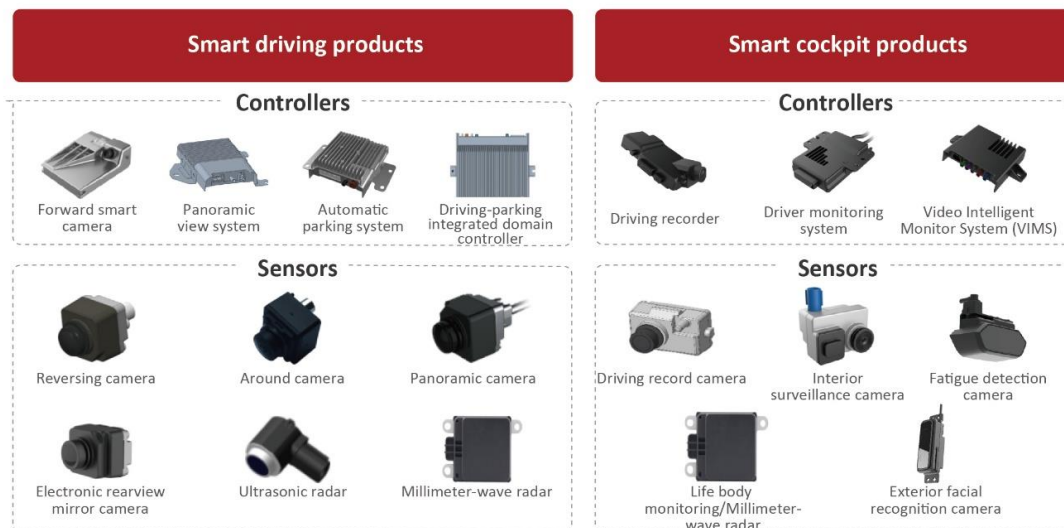 Smart driving products
Controllers
Forward smart
camera
Panoramic
view system
Automatic
parking system
Driving-parking
integrated domain
controller
Sensors
Reversing camera
Around camera
Panoramic camera
Electronic rearview
mirror camera
Ultrasonic radar
Millimeter-wave radar
Smart cockpit products
Controllers
Driving recorder
Driver monitoring
system
Video Intelligent
Monitor System (VIMS)
Sensors
Driving record camera
Interior
surveillance camera
Fatigue detection
camera
Life body
monitoring/Millimeter-
wave radar
Exterior facial
recognition camera